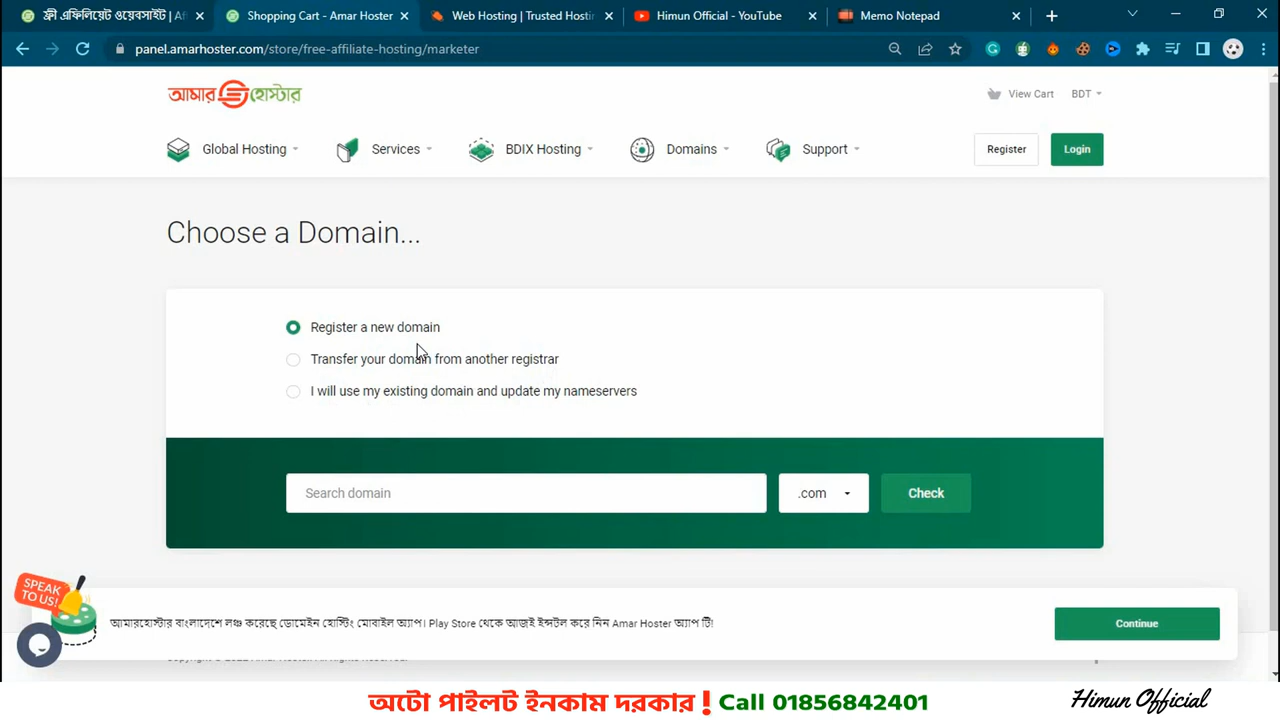 ফ্রী এফিলিয়েট ওয়েবসাইট | Af
Shopping Cart - Amar Hoster
Web Hosting | Trusted Hosti
Himun Official - YouTube
Memo Notepad
panel.amarhoster.com/store/free-affiliate-hosting/marketer
আমার হোস্টার
View Cart
BDT
Global Hosting
Services
BDIX Hosting
Domains
Support
Register
Login
Choose a Domain...
Register a new domain
Transfer your domain from another registrar
I will use my existing domain and update my nameservers
Search domain
.com
Check
SPEAK
TO US!
আমারহোস্টার বাংলাদেশে লঞ্চ করেছে ডোমেইন হোস্টিং মোবাইল অ্যাপ। Play Store থেকে আজই ইন্সটল করে নিন Amar Hoster অ্যাপ টি!
Continue
অটো পাইলট ইনকাম দরকার ! Call 01856842401
Himun Official